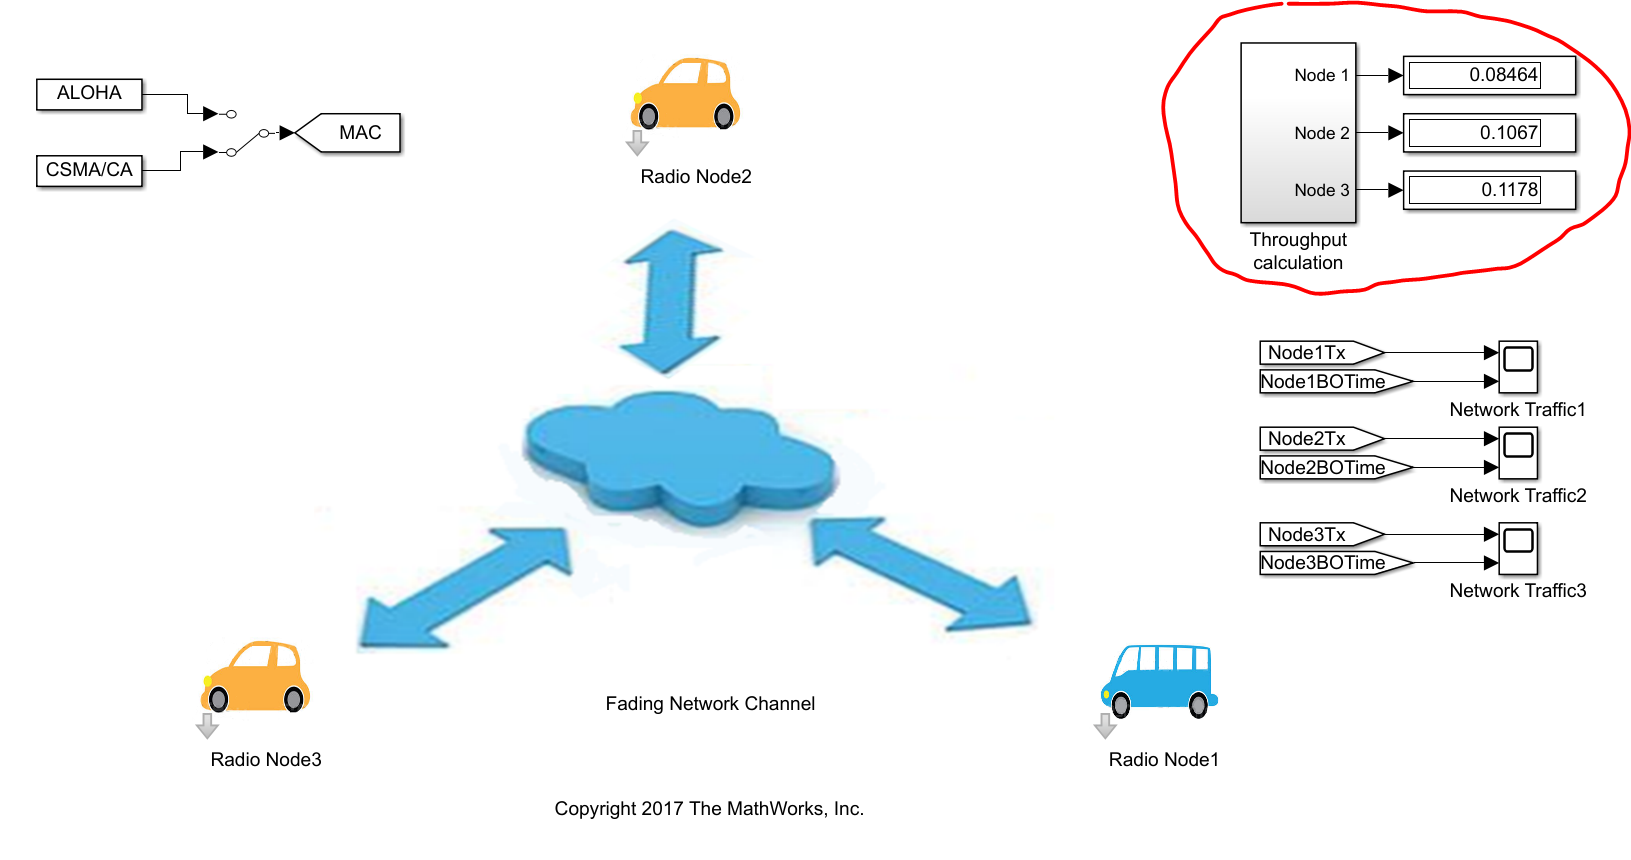 ALOHA
CSMA/CA
MAC
Radio Node2
Node 1
0.08464
Node 2
0.1067
Node 3
0.1178
Throughput
calculation
Node1Tx
Node1BOTime
Network Traffic1
Node2Tx
Node2BOTime
Network Traffic2
Node3Tx
Node3BOTime
Network Traffic3
Fading Network Channel
Radio Node3
Radio Node1
Copyright 2017 The MathWorks, Inc.